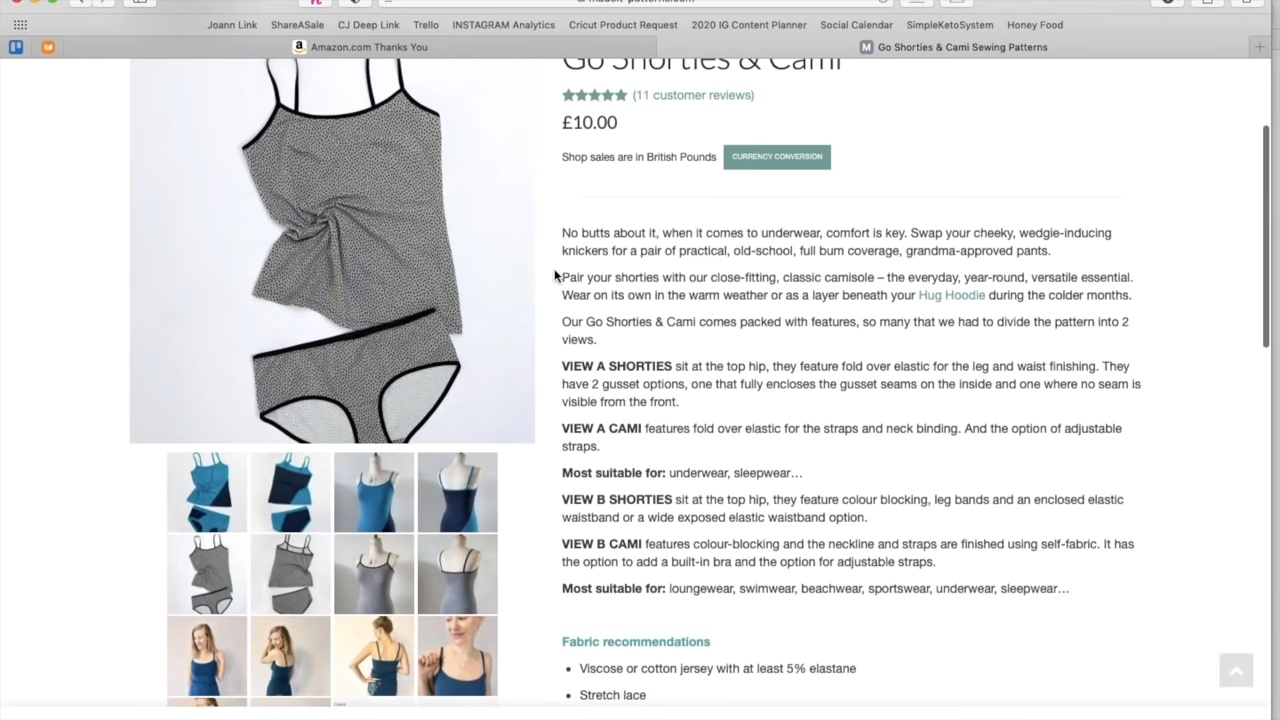 Joann Link ShareASale CJ Deep Link Trello INSTAGRAM Analytics Cricut Product Request 2020 IG Content Planner Social Calendar SimpleKetoSystem Honey Food
Amazon.com Thanks You
Go Shorties & Cami Sewing Patterns
Go Shorties & Cami
(11 customer reviews)
£10.00
Shop sales are in British Pounds CURRENCY CONVERSION
No butts about it, when it comes to underwear, comfort is key. Swap your cheeky, wedgie-inducing
knickers for a pair of practical, old-school, full bum coverage, grandma-approved pants.
Pair your shorties with our close-fitting, classic camisole – the everyday, year-round, versatile essential.
Wear on its own in the warm weather or as a layer beneath your Hug Hoodie during the colder months.
Our Go Shorties & Cami comes packed with features, so many that we had to divide the pattern into 2
views.
VIEW A SHORTIES sit at the top hip, they feature fold over elastic for the leg and waist finishing. They
have 2 gusset options, one that fully encloses the gusset seams on the inside and one where no seam is
visible from the front.
VIEW A CAMI features fold over elastic for the straps and neck binding. And the option of adjustable
straps.
Most suitable for: underwear, sleepwear…
VIEW B SHORTIES sit at the top hip, they feature colour blocking, leg bands and an enclosed elastic
waistband or a wide exposed elastic waistband option.
VIEW B CAMI features colour-blocking and the neckline and straps are finished using self-fabric. It has
the option to add a built-in bra and the option for adjustable straps.
Most suitable for: loungewear, swimwear, beachwear, sportswear, underwear, sleepwear…
Fabric recommendations
• Viscose or cotton jersey with at least 5% elastane
• Stretch lace